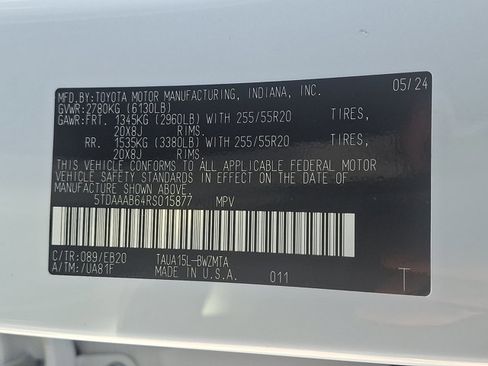 MFD.BY:TOYOTA MOTOR MANUFACTURING, INDIANA, INC. 05/24
GVWR:2780KG (6130LB)
GAWR:FRT. 1345KG (2960LB) WITH 255/55R20 TIRES,
20X8J RIMS.
RR. 1535KG (3380LB) WITH 255/55R20 TIRES,
20X8J RIMS.
THIS VEHICLE CONFORMS TO ALL APPLICABLE FEDERAL MOTOR
VEHICLE SAFETY STANDARDS IN EFFECT ON THE DATE OF
MANUFACTURE SHOWN ABOVE.
5TDAAAB64RS015877 MPV
C/TR:089/EB20 TAUA15L-BWZMTA
A/TM:/UA81F MADE IN U.S.A. 011 T